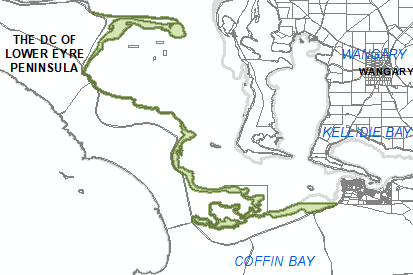 THE DC OF
LOWER EYRE
PENINSULA
WANGARY
WANGARY
KELLIDIE BAY
COFFIN BAY